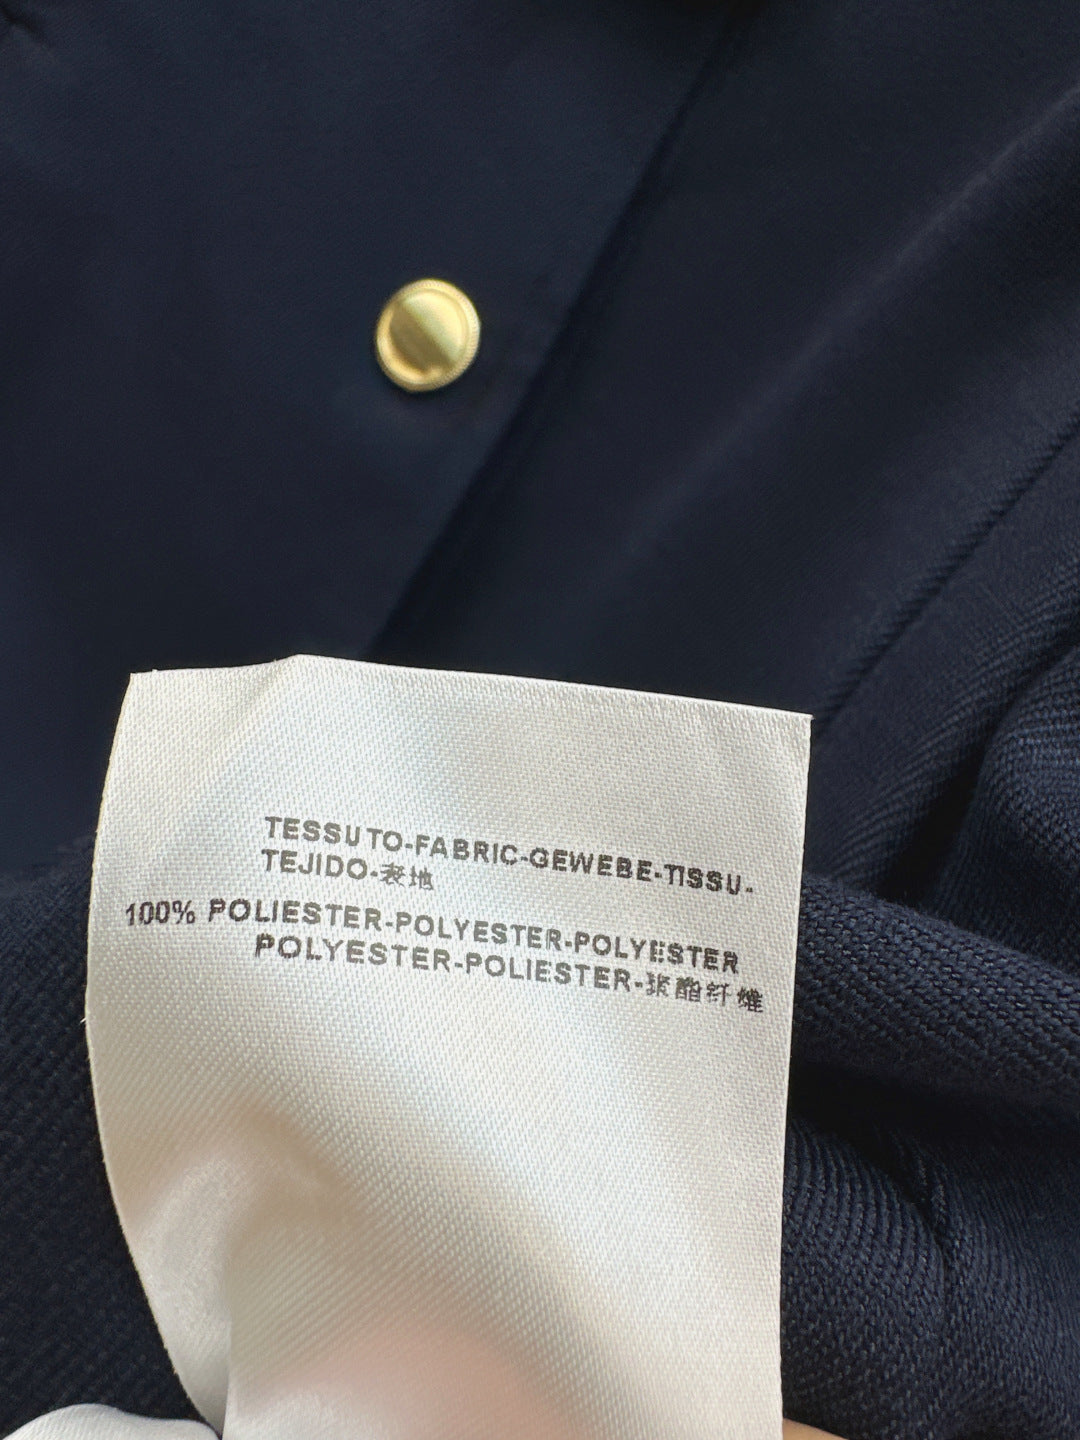 TESSUTO-FABRIC-GEWEBE-TISSU-
TEJIDO-表地
100% POLIESTER-POLYESTER-POLYESTER
POLYESTER-POLIESTER-聚酯纤维